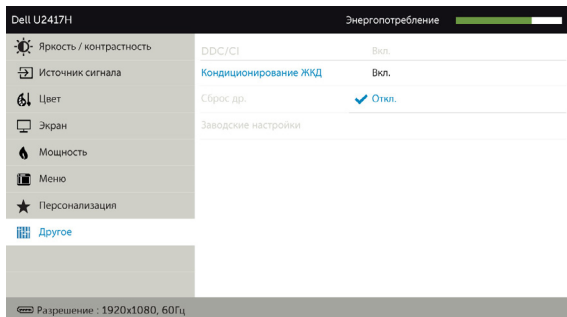 Dell U2417H Энергопотребление
Яркость / контрастность
DDC/CI Вкл.
Источник сигнала
Кондиционирование ЖКД Вкл.
Цвет
Сброс др. Откл.
Экран
Заводские настройки
Мощность
Меню
Персонализация
Другое
Разрешение : 1920x1080, 60Гц